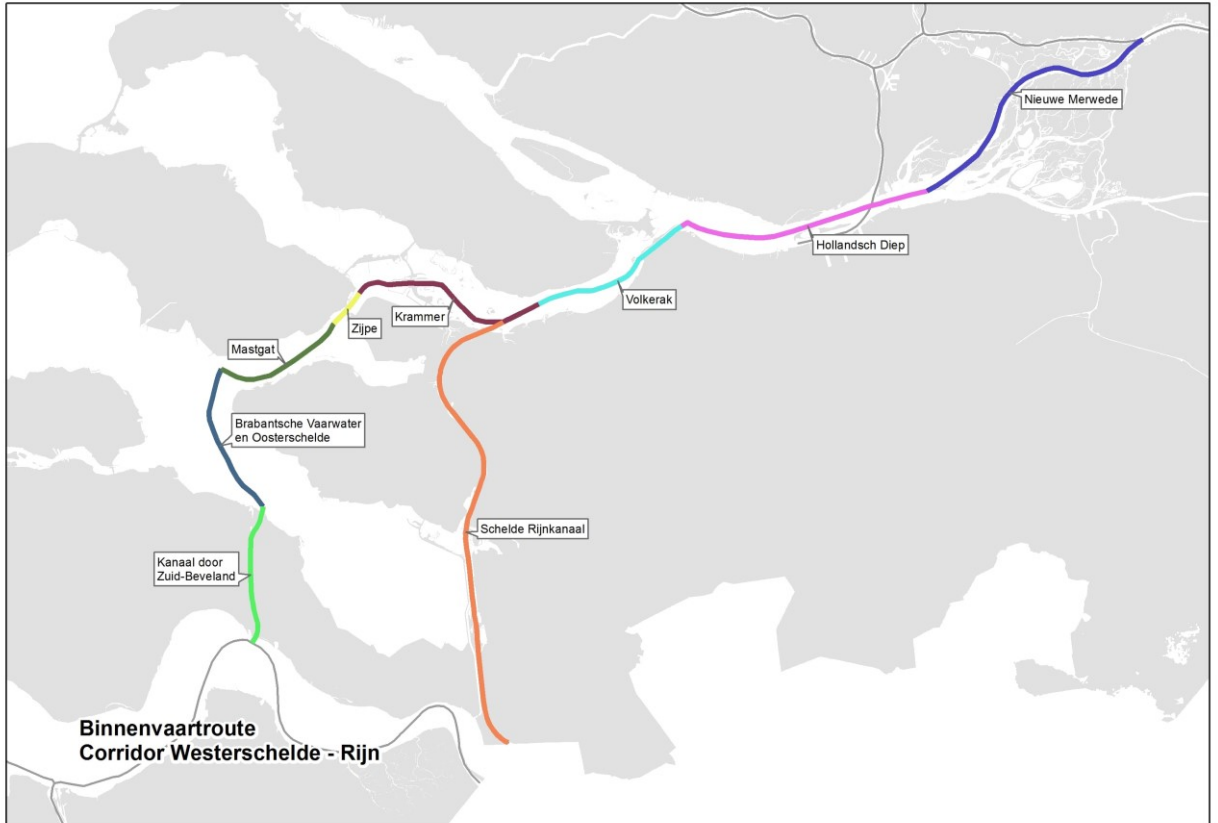 Nieuwe Merwede
Hollandsch Diep
Volkerak
Krammer
Zijpe
Mastgat
Brabantsche Vaarwater
en Oosterschelde
Schelde Rijnkanaal
Kanaal door
Zuid-Beveland
Binnenvaartroute
Corridor Westerschelde - Rijn